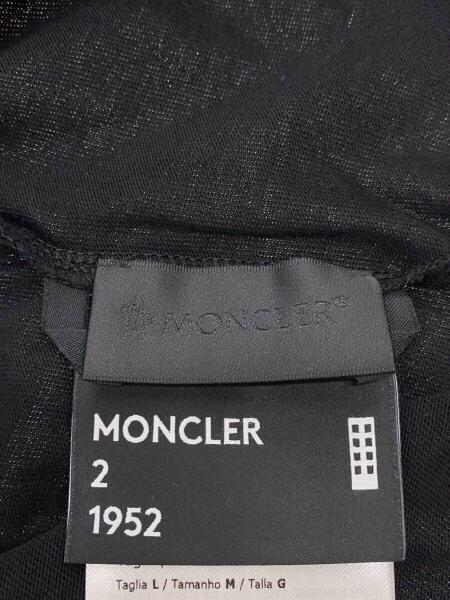 MONCLER®
MONCLER
2
1952
Taglia L / Tamanho M / Talla G